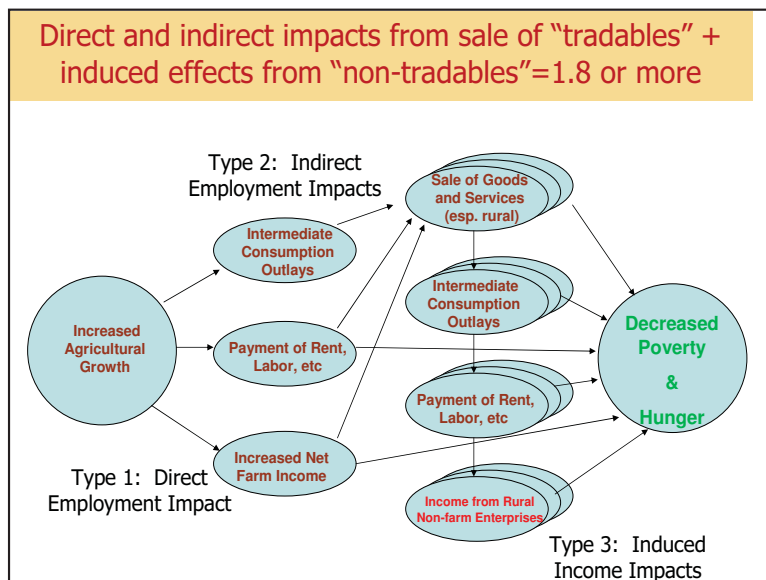 Direct and indirect impacts from sale of “tradables” +
induced effects from “non-tradables”=1.8 or more
Type 2:  Indirect
Employment Impacts
Sale of Goods
and Services
(esp. rural)
Intermediate
Consumption
Outlays
Intermediate
Consumption
Outlays
Increased
Agricultural
Growth
Payment of Rent,
Labor, etc
Decreased
Poverty
&
Hunger
Payment of Rent,
Labor, etc
Increased Net
Farm Income
Type 1:  Direct
Employment Impact
Income from Rural
Non-farm Enterprises
Type 3:  Induced
Income Impacts